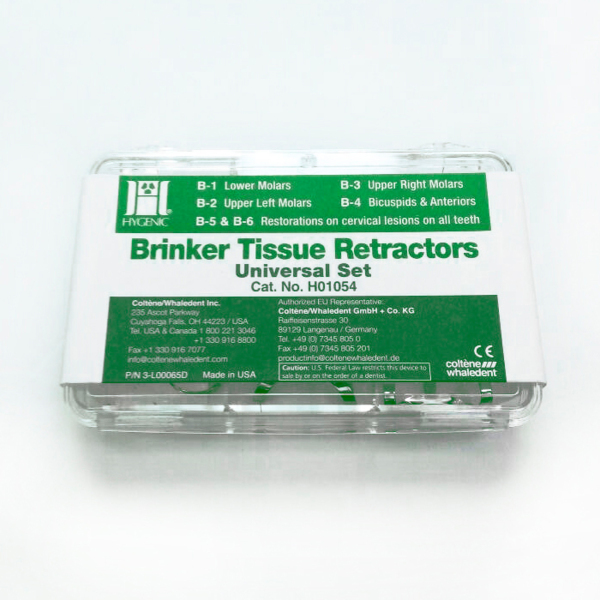 HYGENIC®
B-1 Lower Molars
B-3 Upper Right Molars
B-2 Upper Left Molars
B-4 Bicuspids & Anteriors
B-5 & B-6 Restorations on cervical lesions on all teeth
Brinker Tissue Retractors
Universal Set
Cat. No. H01054
Coltène/Whaledent Inc.
235 Ascot Parkway
Cuyahoga Falls, OH 44223 / USA
Tel. USA & Canada 1 800 221 3046
+1 330 916 8800
Fax +1 330 916 7077
info@coltenewhaledent.com
P/N 3-L00065D Made in USA
Authorized EU Representative:
Coltène/Whaledent GmbH + Co. KG
Raiffeisenstrasse 30
89129 Langenau / Germany
Tel. +49 (0) 7345 805 0
Fax +49 (0) 7345 805 201
productinfo@coltenewhaledent.de
Caution: U.S. Federal Law restricts this device to
sale by or on the order of a dentist.
CE
coltène
whaledent